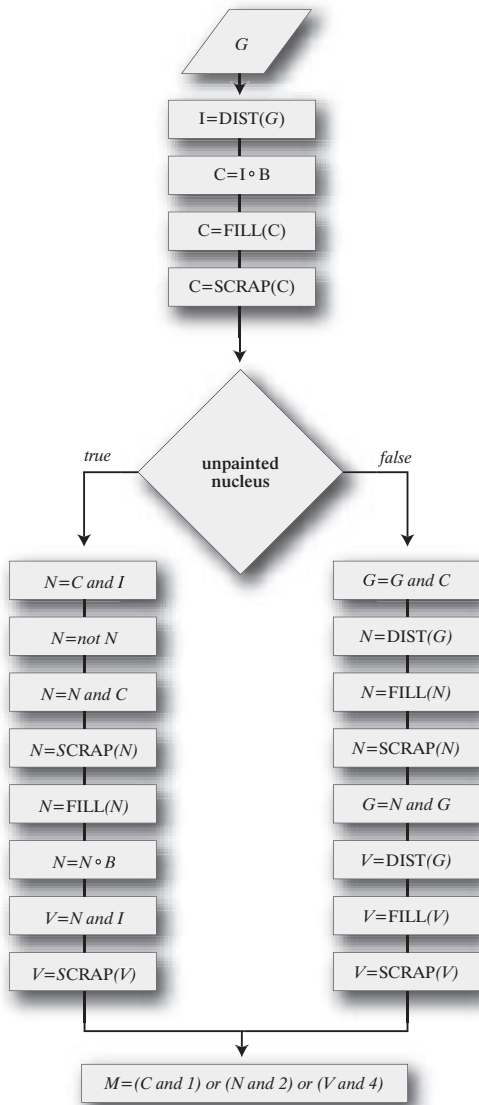 G
I=DIST(G)
C=I∘B
C=FILL(C)
C=SCRAP(C)
unpainted
nucleus
true
false
N=C and I
N=not N
N=N and C
N=SCRAP(N)
N=FILL(N)
N=N∘B
V=N and I
V=SCRAP(V)
G=G and C
N=DIST(G)
N=FILL(N)
N=SCRAP(N)
G=N and G
V=DIST(G)
V=FILL(V)
V=SCRAP(V)
M=(C and 1) or (N and 2) or (V and 4)